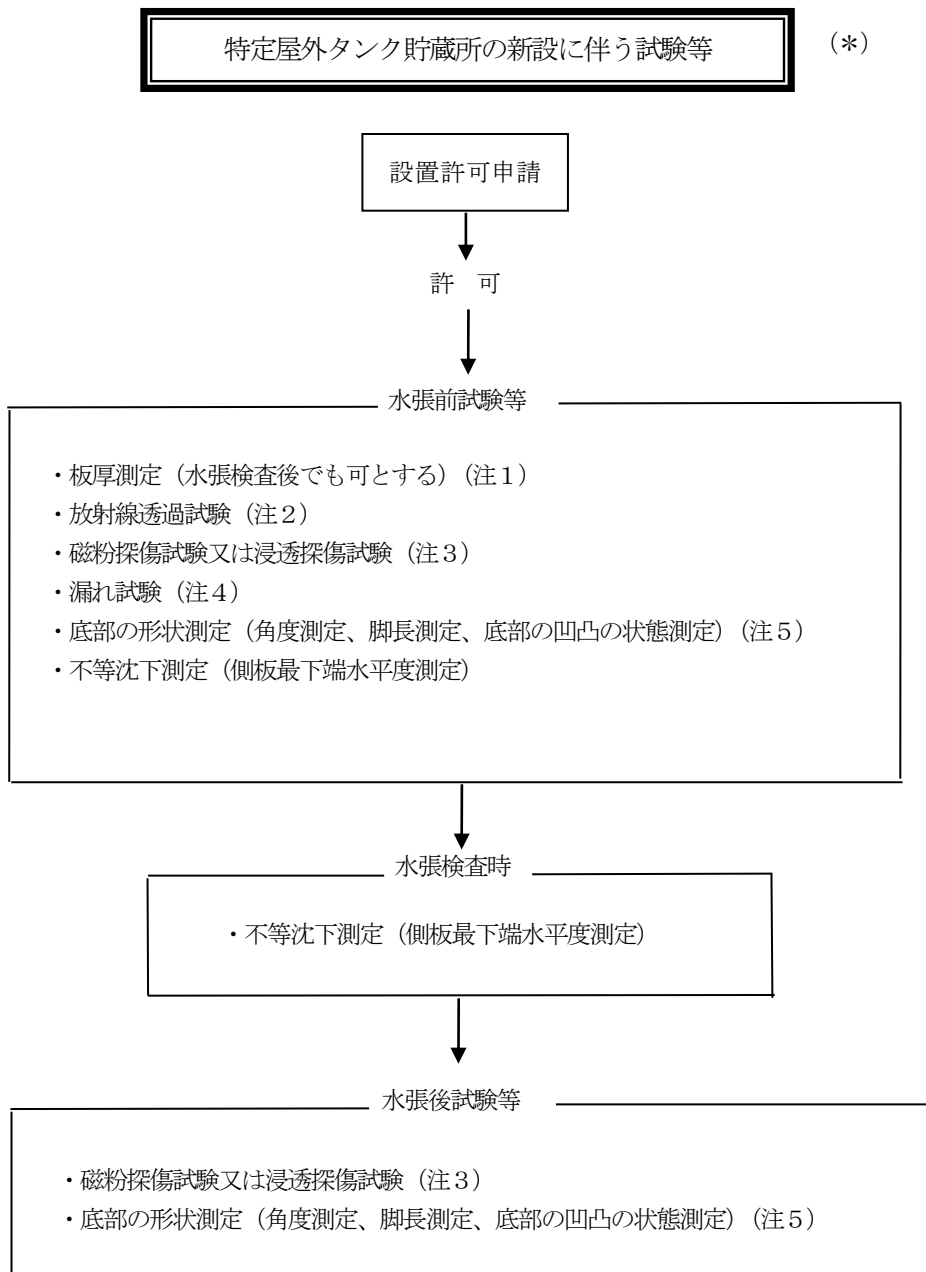 特定屋外タンク貯蔵所の新設に伴う試験等 (*)
設置許可申請
許 可
水張前試験等
・板厚測定(水張検査後でも可とする)(注1)
・放射線透過試験(注2)
・磁粉探傷試験又は浸透探傷試験(注3)
・漏れ試験(注4)
・底部の形状測定(角度測定、脚長測定、底部の凹凸の状態測定)(注5)
・不等沈下測定(側板最下端水平度測定)
水張検査時
・不等沈下測定(側板最下端水平度測定)
水張後試験等
・磁粉探傷試験又は浸透探傷試験(注3)
・底部の形状測定(角度測定、脚長測定、底部の凹凸の状態測定)(注5)